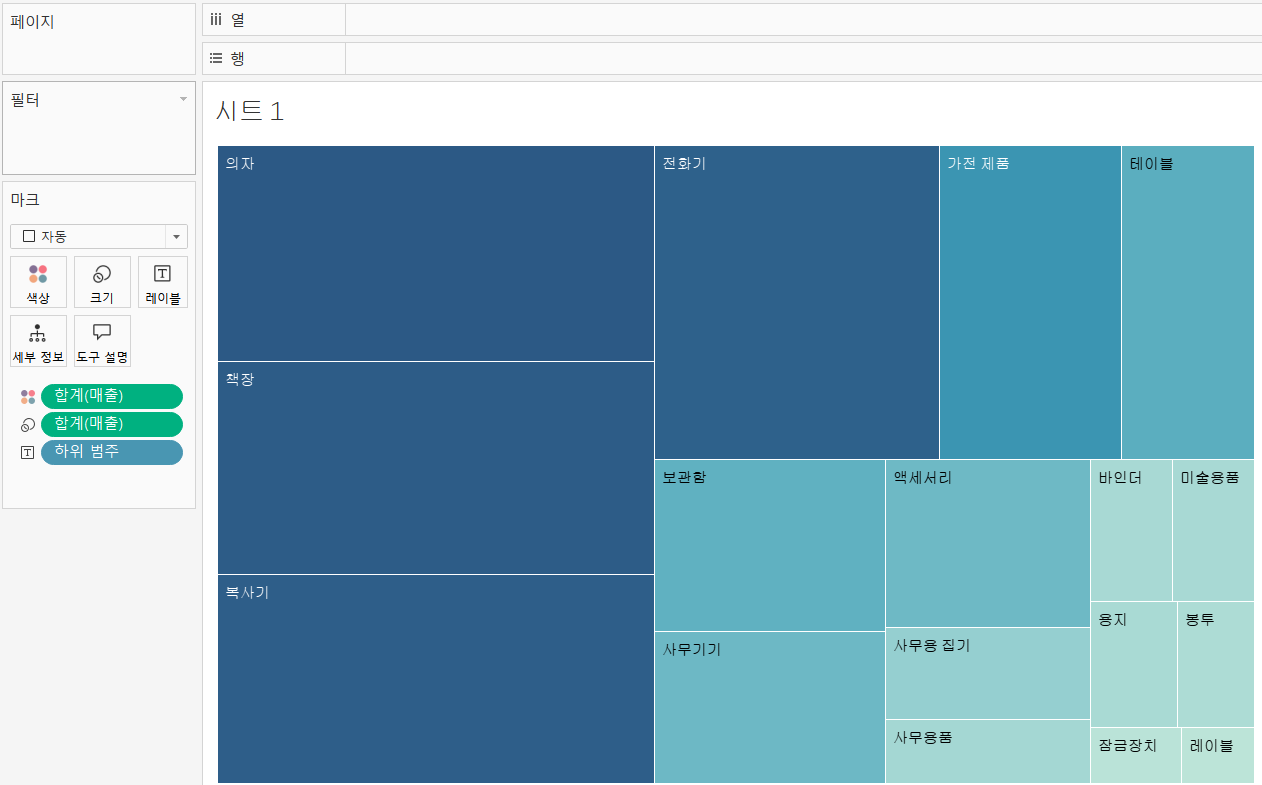 페이지
열
행
필터
시트 1
마크
자동
색상
크기
레이블
세부 정보
도구 설명
합계(매출)
합계(매출)
하위 범주
의자
전화기
가전 제품
테이블
책장
보관함
액세서리
바인더
미술용품
복사기
용지
봉투
사무기기
사무용 집기
사무용품
잠금장치
레이블